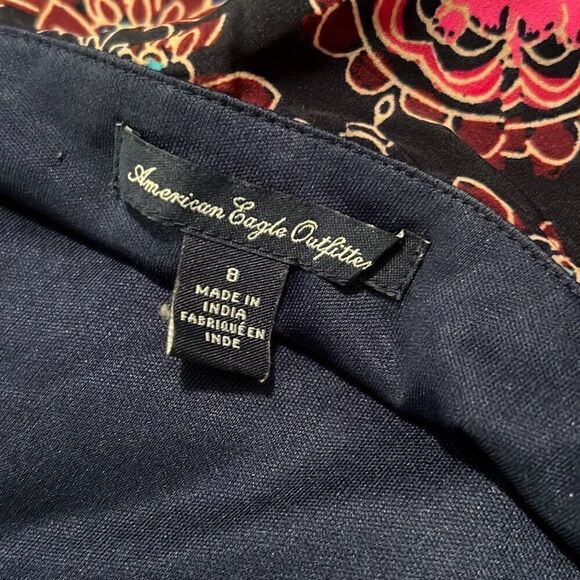 American Eagle Outfitters
8
MADE IN
INDIA
FABRIQUÉ EN
INDE